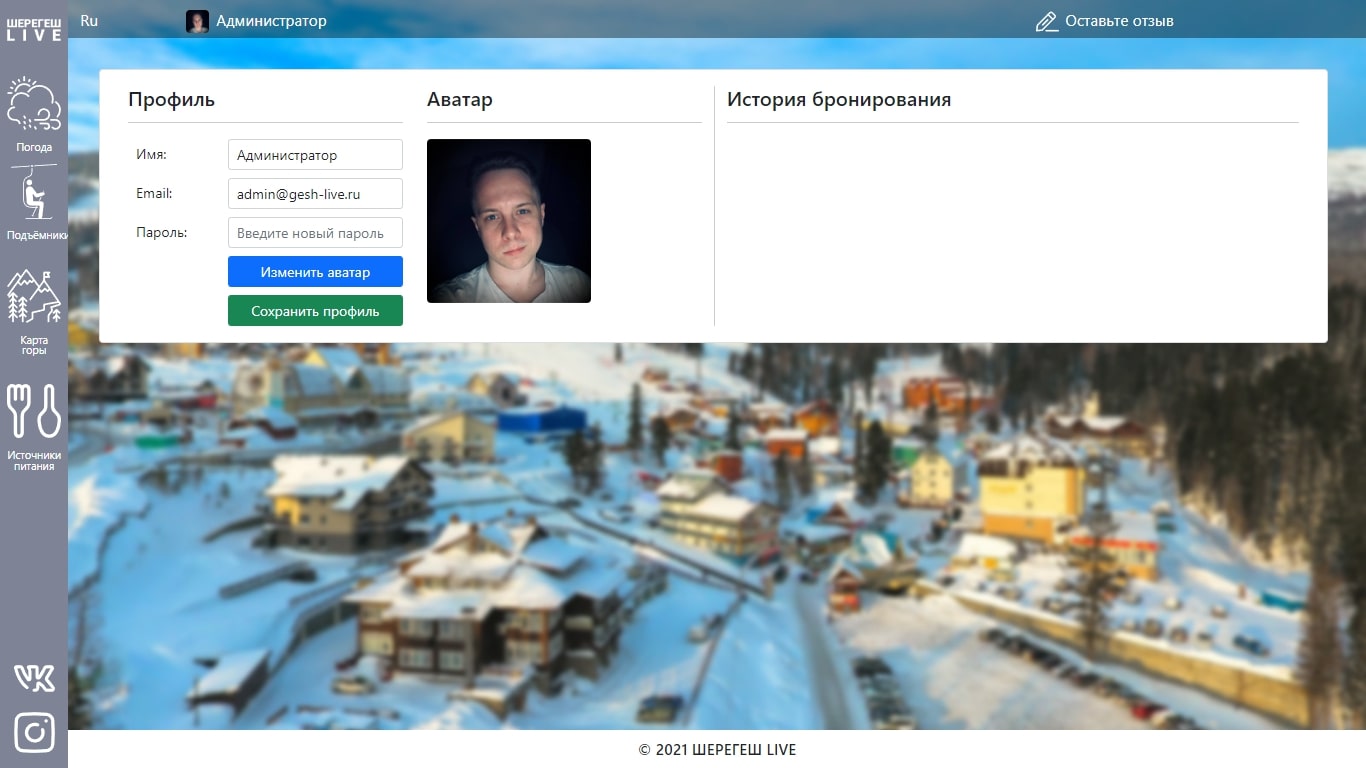 ШЕРЕГЕШ
LIVE
Ru
Администратор
Оставьте отзыв
Погода
Подъёмники
Карта
горы
Источники
питания
Профиль
Имя:
Администратор
Email:
admin@gesh-live.ru
Пароль:
Введите новый пароль
Изменить аватар
Сохранить профиль
Аватар
История бронирования
© 2021 ШЕРЕГЕШ LIVE